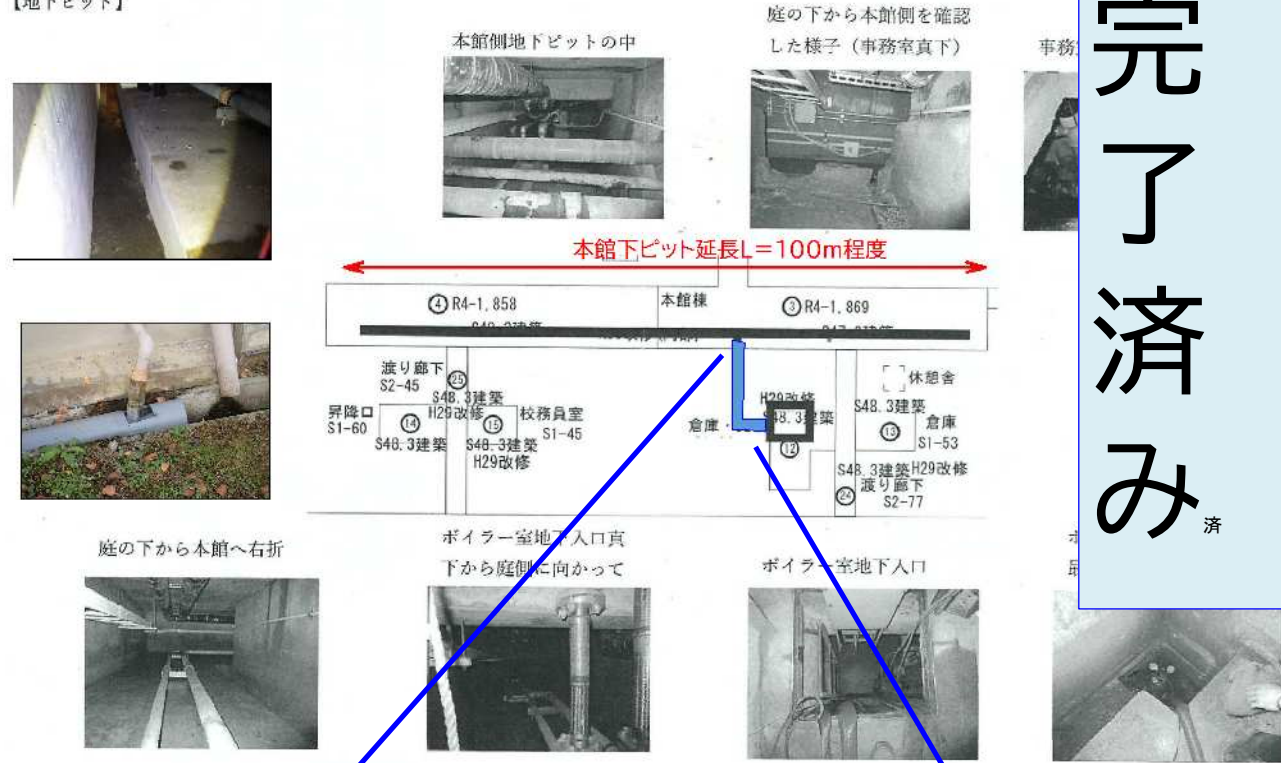 【地下ピット】
本館側地下ピットの中
庭の下から本館側を確認
した様子（事務室真下）
事務
完了済み
済
本館下ピット延長L＝100m程度
④ R4-1,858
本館棟
③ R4-1,869
渡り廊下
S2-45
㉕
S48.3建築
H29改修
昇降口
S1-60
⑭
S48.3建築
⑮
校務員室
S1-45
S48.3建築
H29改修
倉庫
H29改修
S48.3建築
⑫
休憩舎
S48.3建築
⑬
倉庫
S1-53
S48.3建築H29改修
㉔
渡り廊下
S2-77
庭の下から本館へ右折
ボイラー室地下入口真
下から庭側に向かって
ボイラー室地下入口